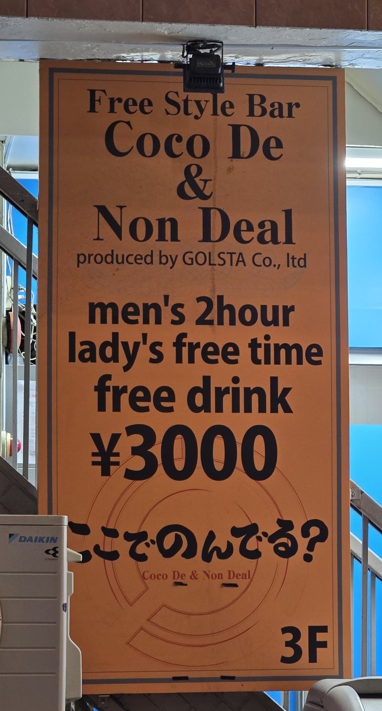 Free Style Bar
Coco De
&
Non Deal
produced by GOLSTA Co., ltd
men's 2hour
lady's free time
free drink
¥3000
ここでのんでる?
Coco De & Non Deal
3F
DAIKIN